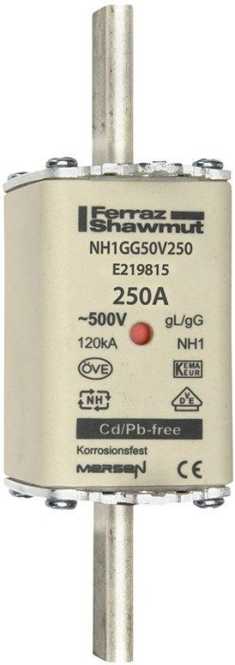 Ferraz
Shawmut
NH1GG50V250
E219815
250A
~500V gL/gG
120kA NH1
ÖVE KEMA KEUR
NH VDE
Cd/Pb-free
Korrosionsfest
MERSEN CE